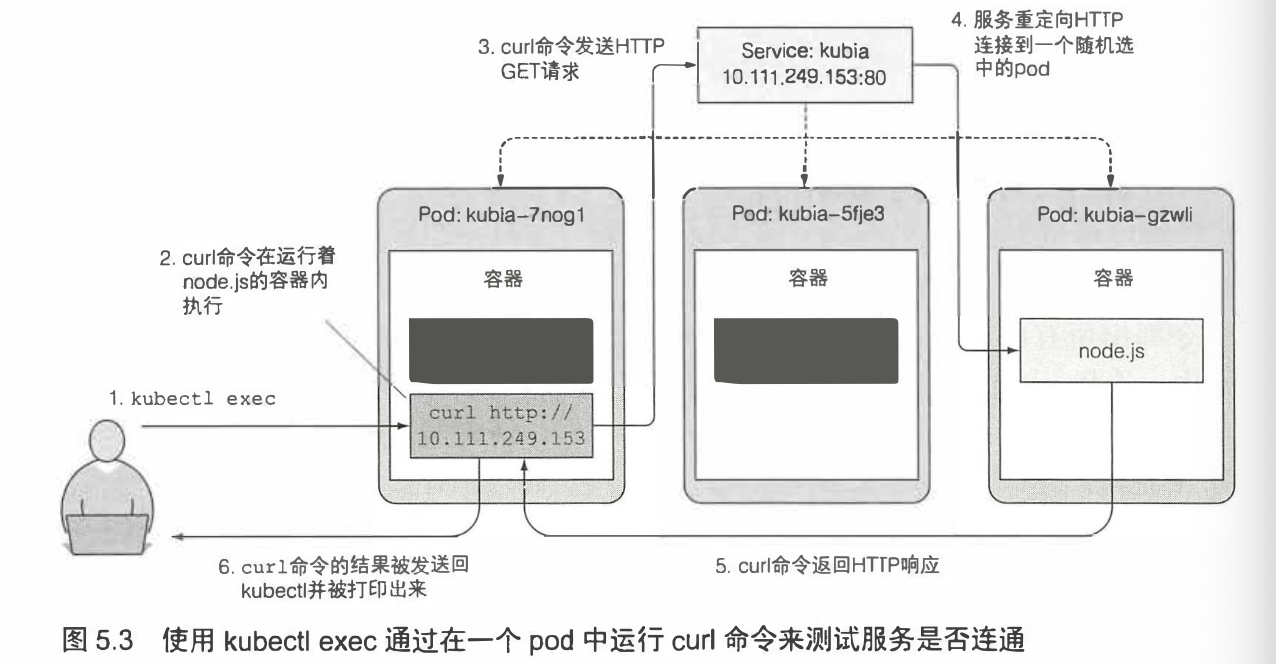 3. curl命令发送HTTP
GET请求
Service: kubia
10.111.249.153:80
4. 服务重定向HTTP
连接到一个随机选
中的pod
Pod: kubia-7nog1
Pod: kubia-5fje3
Pod: kubia-gzwli
2. curl命令在运行着
node.js的容器内
执行
容器
容器
容器
node.js
1. kubectl exec
curl http://
10.111.249.153
6. curl命令的结果被发送回
kubectl并被打印出来
5. curl命令返回HTTP响应
图 5.3 使用 kubectl exec 通过在一个 pod 中运行 curl 命令来测试服务是否连通